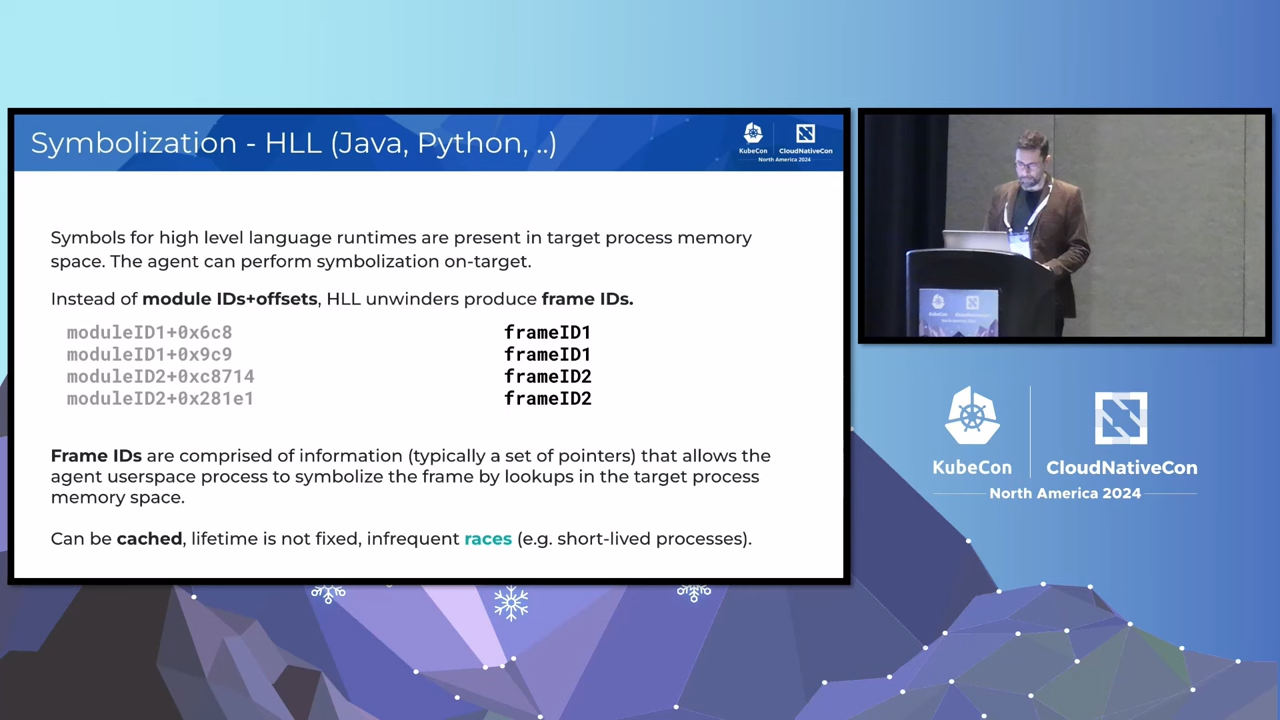 Symbolization - HLL (Java, Python, ..)
KubeCon
CloudNativeCon
North America 2024
Symbols for high level language runtimes are present in target process memory
space. The agent can perform symbolization on-target.
Instead of module IDs+offsets, HLL unwinders produce frame IDs.
moduleID1+0x6c8 frameID1
moduleID1+0x9c9 frameID1
moduleID2+0xc8714 frameID2
moduleID2+0x281e1 frameID2
Frame IDs are comprised of information (typically a set of pointers) that allows the
agent userspace process to symbolize the frame by lookups in the target process
memory space.
Can be cached, lifetime is not fixed, infrequent races (e.g. short-lived processes).
KubeCon
CloudNativeCon
North America 2024